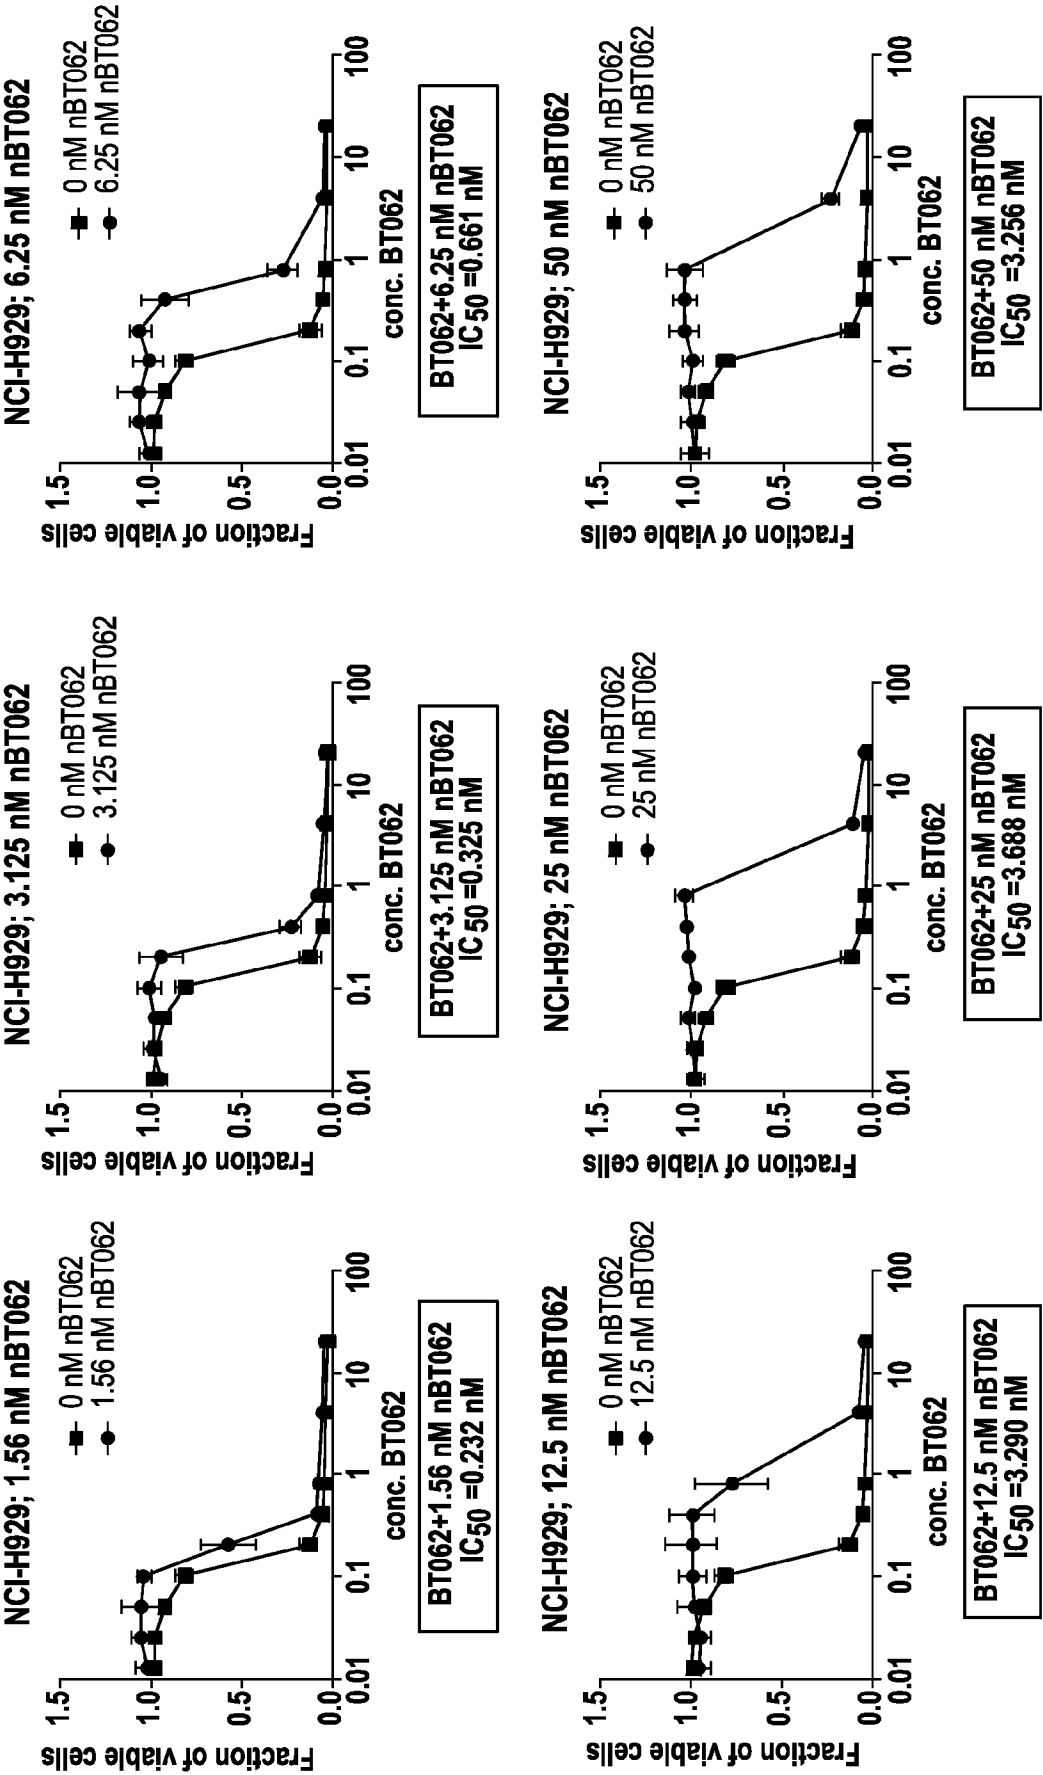 NCI-H929; 1.56 nM nBT062
0 nM nBT062
1.56 nM nBT062
Fraction of viable cells
1.5
1.0
0.5
0.0
0.01
0.1
1
10
100
conc. BT062
BT062+1.56 nM nBT062
IC50 =0.232 nM
NCI-H929; 3.125 nM nBT062
0 nM nBT062
3.125 nM nBT062
Fraction of viable cells
1.5
1.0
0.5
0.0
0.01
0.1
1
10
100
conc. BT062
BT062+3.125 nM nBT062
IC50 =0.325 nM
NCI-H929; 6.25 nM nBT062
0 nM nBT062
6.25 nM nBT062
Fraction of viable cells
1.5
1.0
0.5
0.0
0.01
0.1
1
10
100
conc. BT062
BT062+6.25 nM nBT062
IC50 =0.661 nM
NCI-H929; 12.5 nM nBT062
0 nM nBT062
12.5 nM nBT062
Fraction of viable cells
1.5
1.0
0.5
0.0
0.01
0.1
1
10
100
conc. BT062
BT062+12.5 nM nBT062
IC50 =3.290 nM
NCI-H929; 25 nM nBT062
0 nM nBT062
25 nM nBT062
Fraction of viable cells
1.5
1.0
0.5
0.0
0.01
0.1
1
10
100
conc. BT062
BT062+25 nM nBT062
IC50 =3.688 nM
NCI-H929; 50 nM nBT062
0 nM nBT062
50 nM nBT062
Fraction of viable cells
1.5
1.0
0.5
0.0
0.01
0.1
1
10
100
conc. BT062
BT062+50 nM nBT062
IC50 =3.256 nM